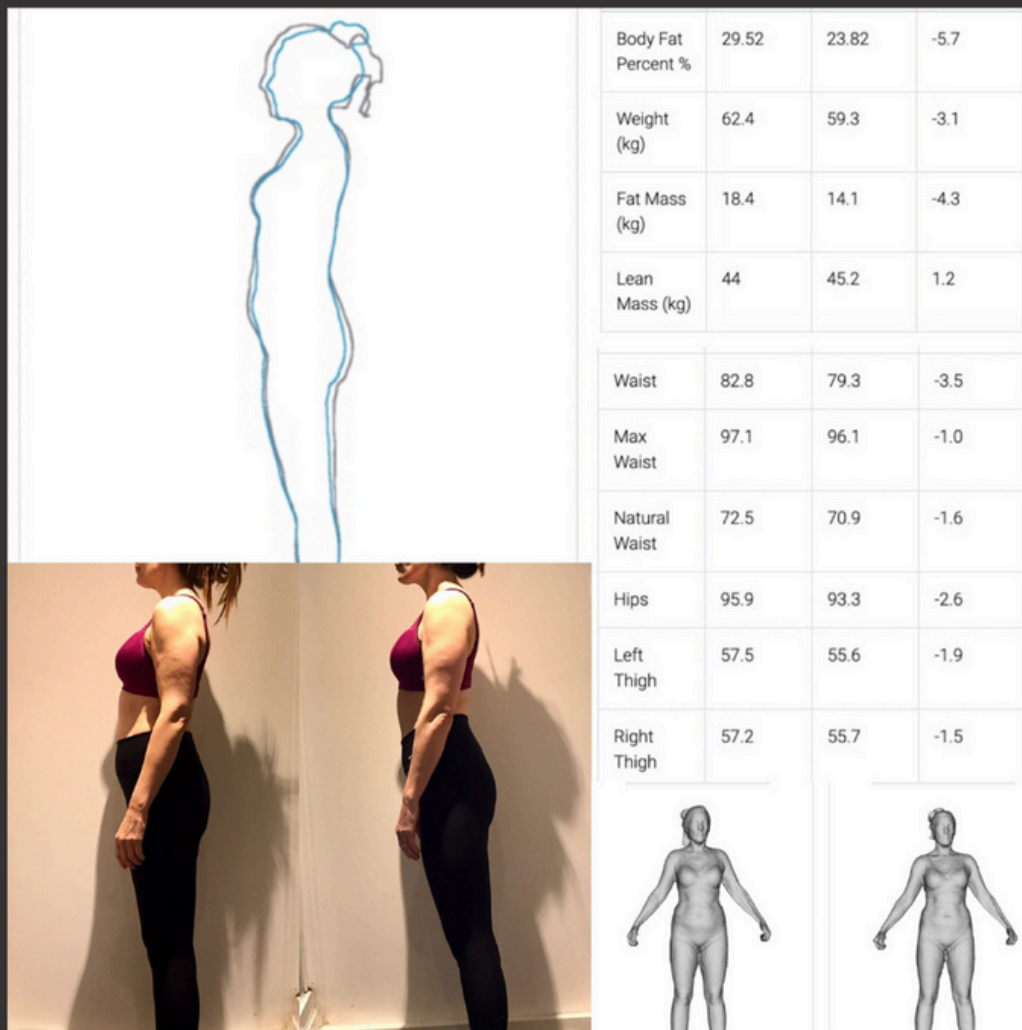 Body Fat 29.52 23.82 -5.7
Percent %
Weight 62.4 59.3 -3.1
(kg)
Fat Mass 18.4 14.1 -4.3
(kg)
Lean 44 45.2 1.2
Mass (kg)
Waist 82.8 79.3 -3.5
Max 97.1 96.1 -1.0
Waist
Natural 72.5 70.9 -1.6
Waist
Hips 95.9 93.3 -2.6
Left 57.5 55.6 -1.9
Thigh
Right 57.2 55.7 -1.5
Thigh